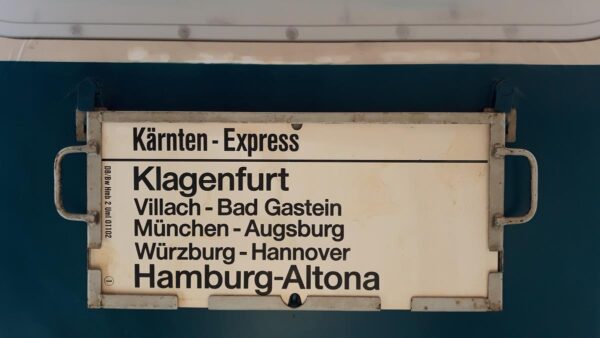 Kärnten - Express
Klagenfurt
Villach - Bad Gastein
München - Augsburg
Würzburg - Hannover
Hamburg-Altona